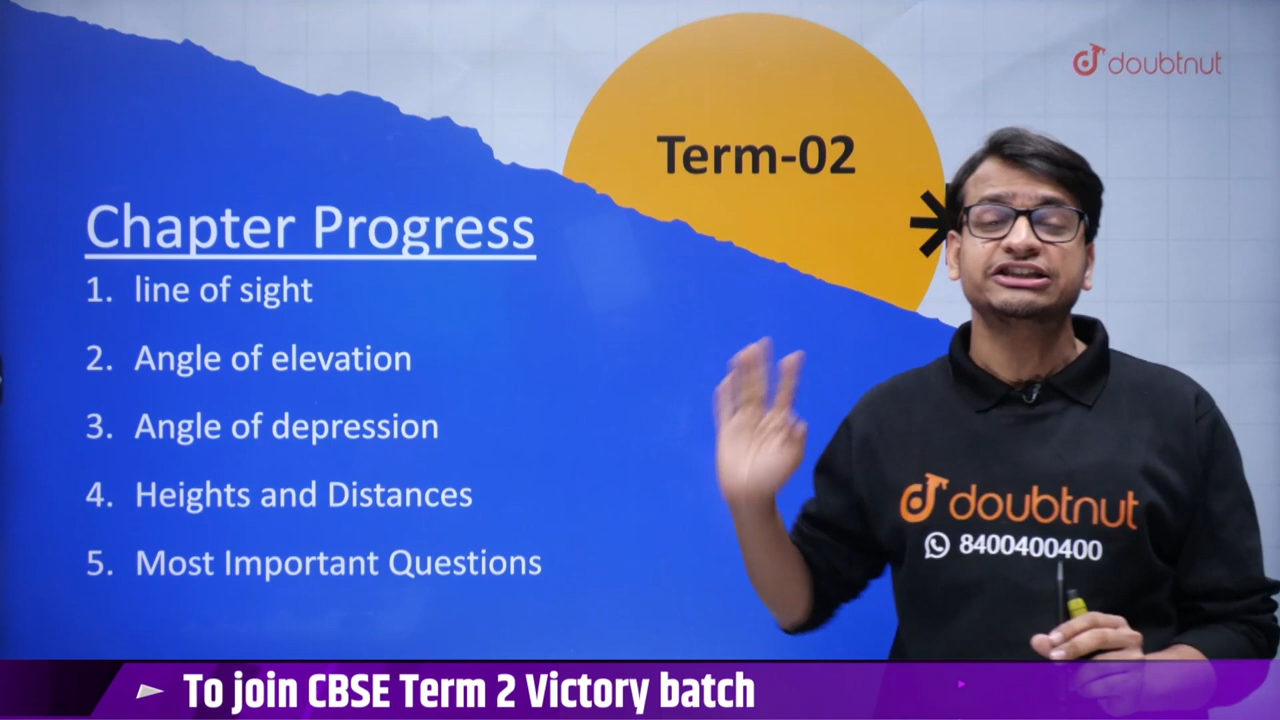 doubtnut
Term-02
Chapter Progress
1. line of sight
2. Angle of elevation
3. Angle of depression
4. Heights and Distances
5. Most Important Questions
doubtnut
8400400400
To join CBSE Term 2 Victory batch